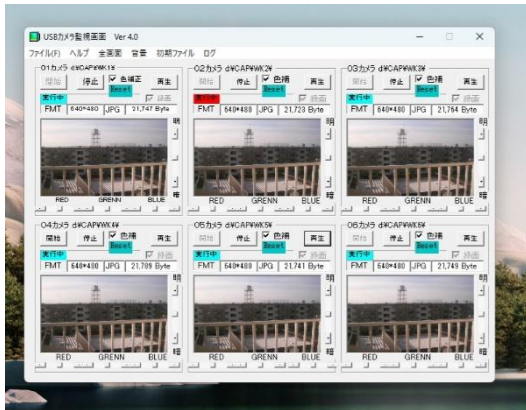 USBカメラ監視画面 Ver 4.0
ファイル(F) ヘルプ 全画面 音量 初期ファイル ログ
01カメラ d¥CAP¥WK1¥
開始 停止 色補正 再生
Reset
実行中 録画
FMT 640*480 JPG 21,747 Byte
明
暗
RED GRENN BLUE
02カメラ d¥CAP¥WK2¥
開始 停止 色補 再生
Reset
実行中 録画
FMT 640*480 JPG 21,723 Byte
明
暗
RED GRENN BLUE
03カメラ d¥CAP¥WK3¥
開始 停止 色補 再生
Reset
実行中 録画
FMT 640*480 JPG 21,764 Byte
明
暗
RED GRENN BLUE
04カメラ d¥CAP¥WK4¥
開始 停止 色補 再生
Reset
実行中 録画
FMT 640*480 JPG 21,709 Byte
明
暗
RED GRENN BLUE
05カメラ d¥CAP¥WK5¥
開始 停止 色補 再生
Reset
実行中 録画
FMT 640*480 JPG 21,741 Byte
明
暗
RED GRENN BLUE
06カメラ d¥CAP¥WK6¥
開始 停止 色補 再生
Reset
実行中 録画
FMT 640*480 JPG 21,749 Byte
明
暗
RED GRENN BLUE